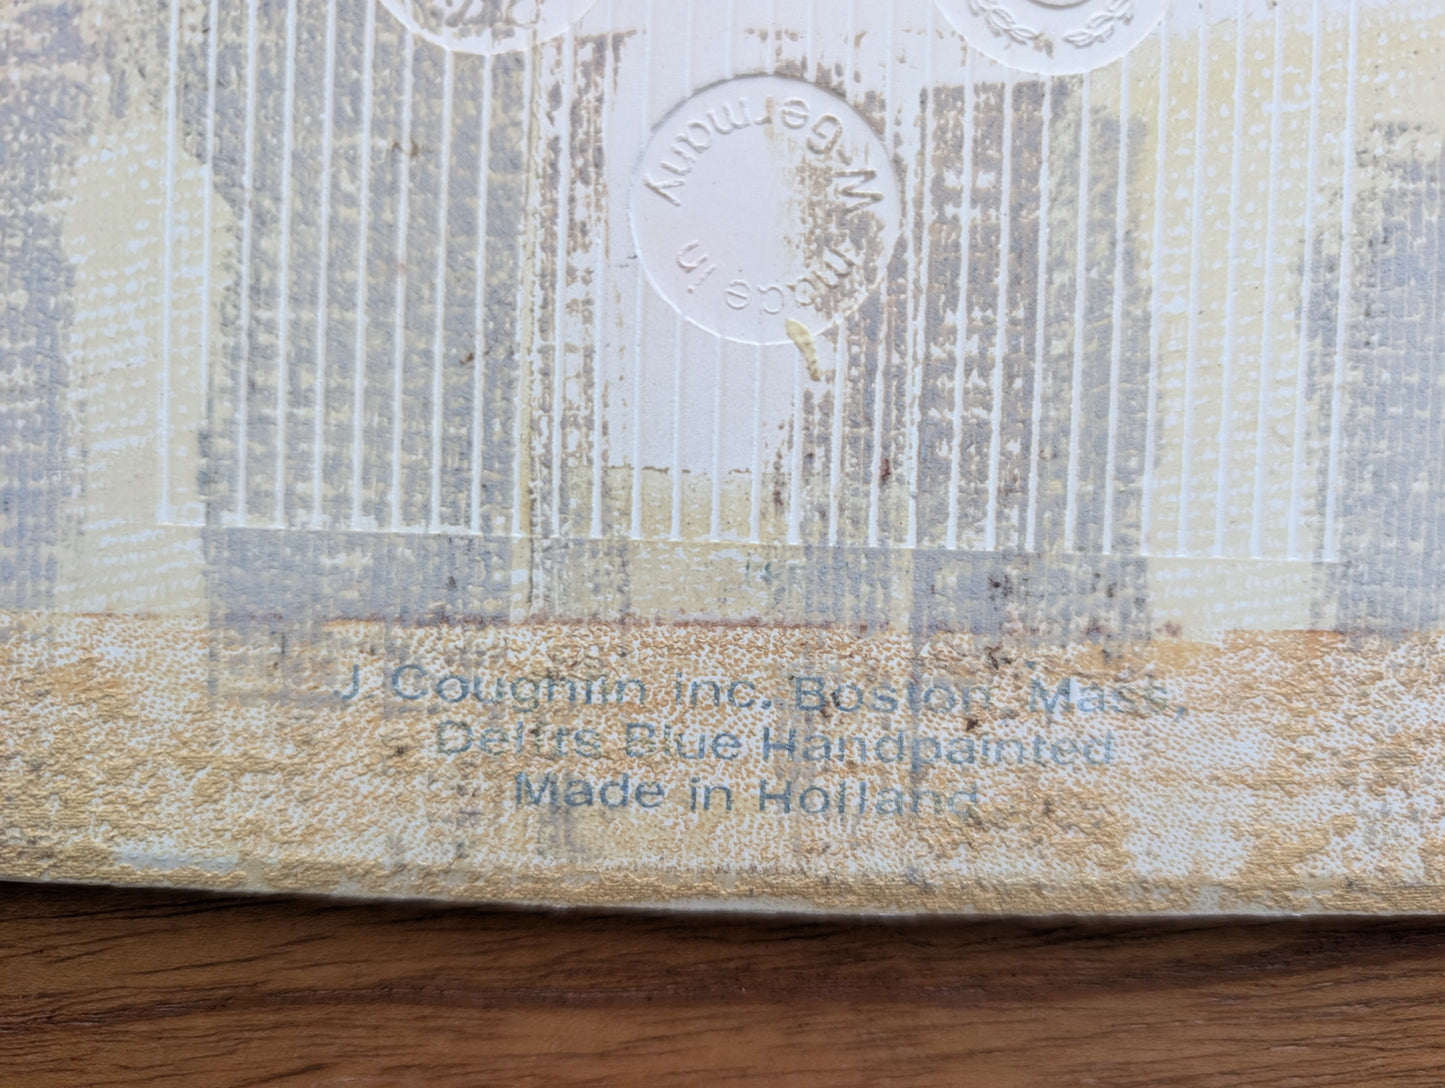 made in W.-Germany
J Coughlin inc. Boston, Mass,
Delfts Blue Handpainted
Made in Holland